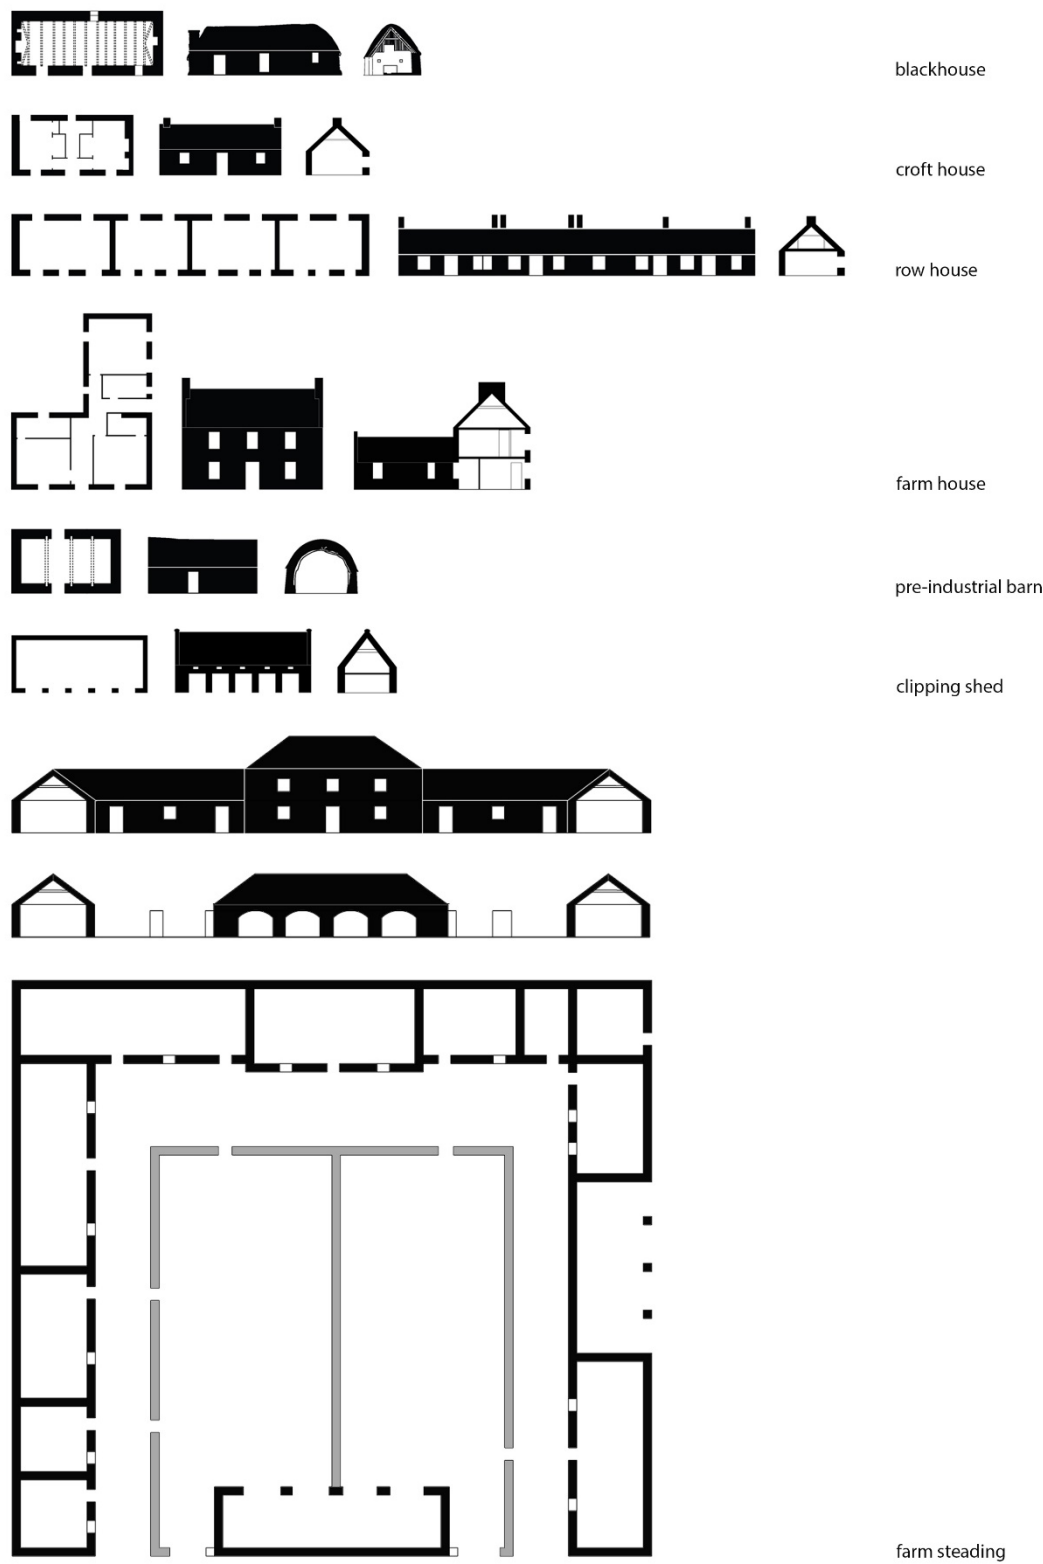 blackhouse
croft house
row house
farm house
pre-industrial barn
clipping shed
farm steading